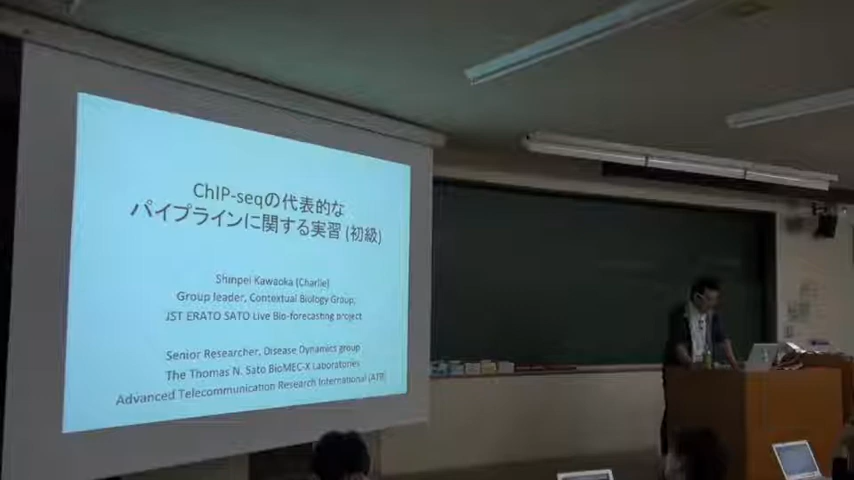 ChIP-seqの代表的な
パイプラインに関する実習 (初級)
Shinpei Kawaoka (Charlie)
Group leader, Contextual Biology Group,
JST ERATO SATO Live Bio-forecasting project
Senior Researcher, Disease Dynamics group
The Thomas N. Sato BioMEC-X Laboratories
Advanced Telecommunication Research International (ATR)